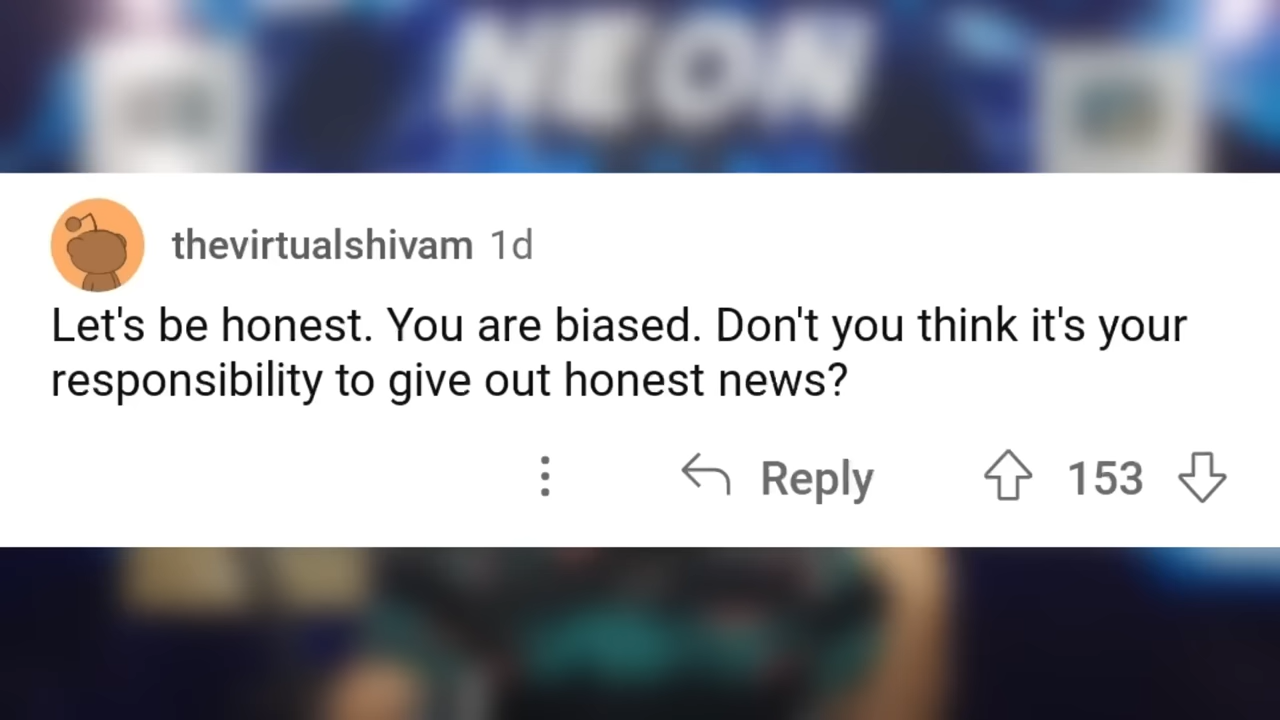 NEON
thevirtualshivam 1d
Let's be honest. You are biased. Don't you think it's your
responsibility to give out honest news?
Reply 153